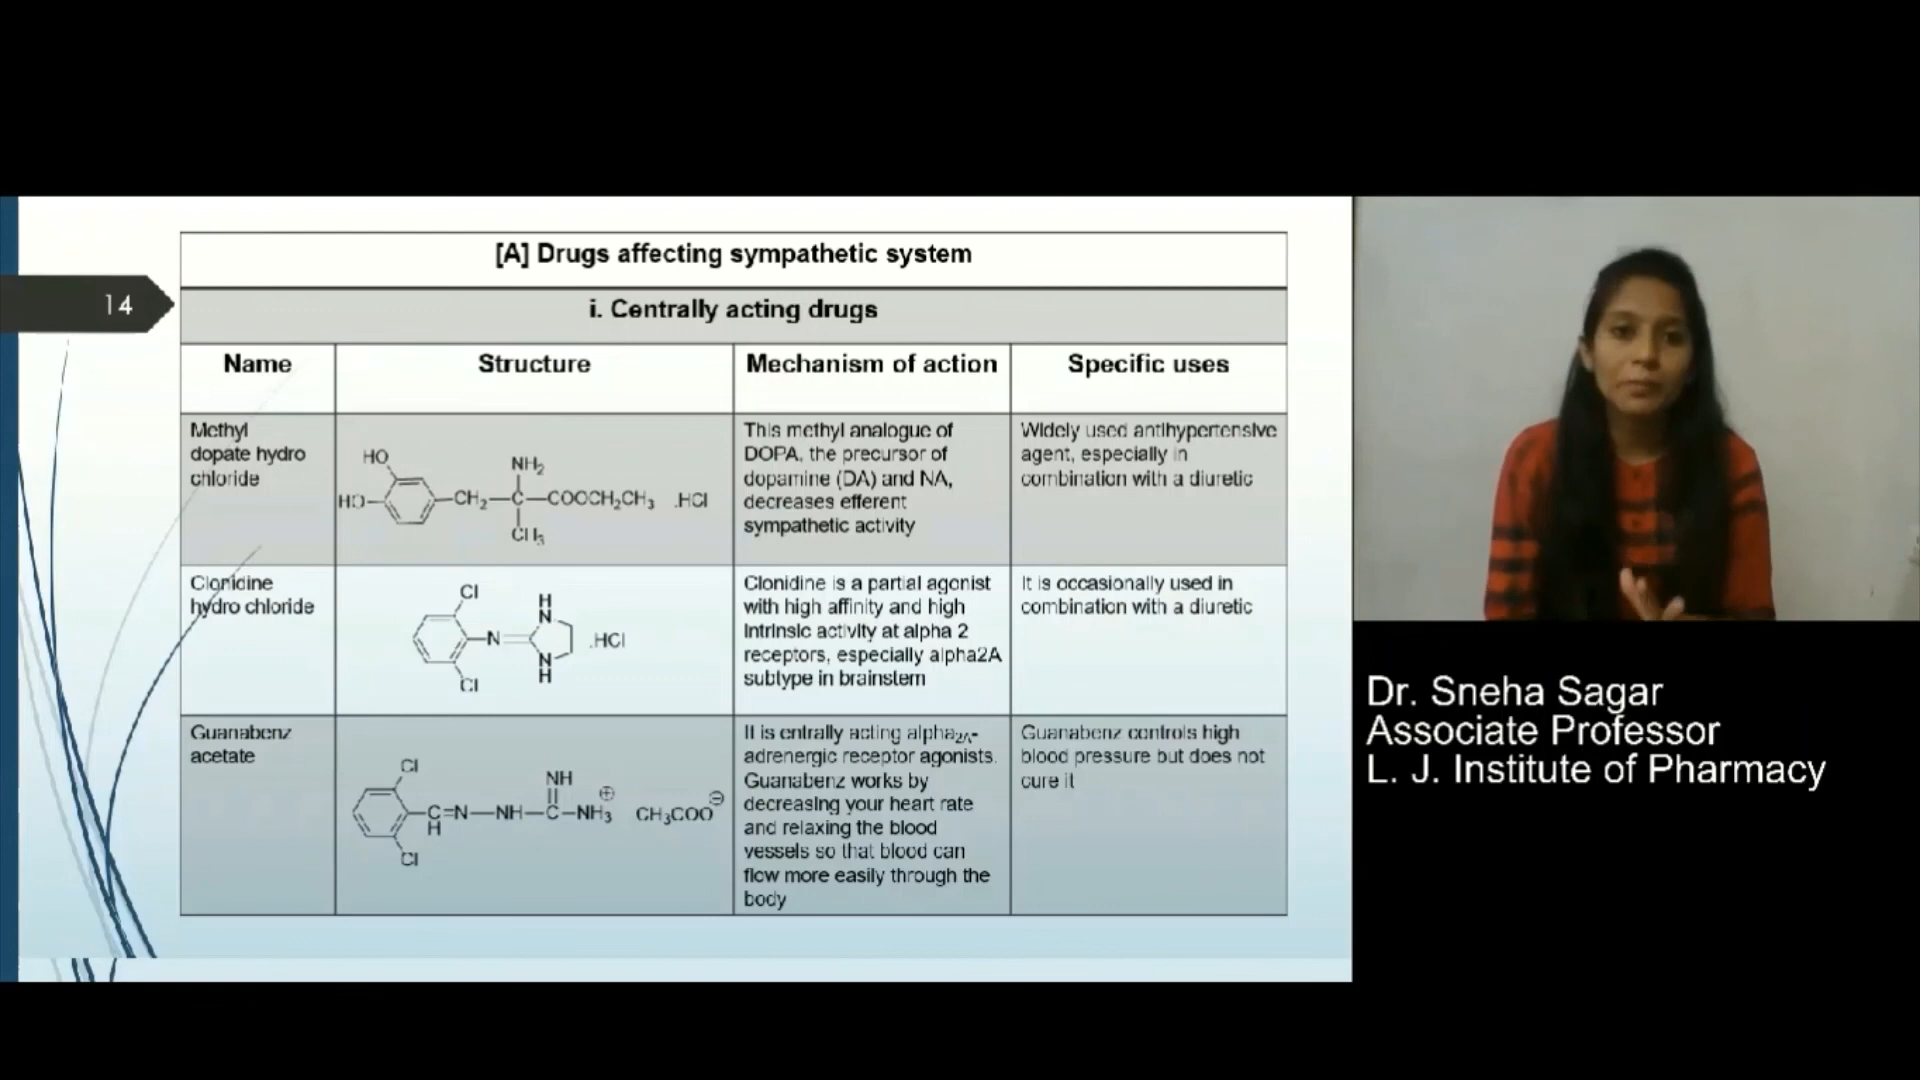 14
[A] Drugs affecting sympathetic system
i. Centrally acting drugs
Name
Structure
Mechanism of action
Specific uses
Methyl
dopate hydro
chloride
HO
HO
CH2
NH2
C
CH3
COOCH2CH3
.HCl
This methyl analogue of
DOPA, the precursor of
dopamine (DA) and NA,
decreases efferent
sympathetic activity
Widely used antihypertensive
agent, especially in
combination with a diuretic
Clonidine
hydro chloride
Cl
Cl
N
H
N
N
H
.HCl
Clonidine is a partial agonist
with high affinity and high
intrinsic activity at alpha 2
receptors, especially alpha2A
subtype in brainstem
It is occasionally used in
combination with a diuretic
Guanabenz
acetate
Cl
Cl
C=N—NH—C—NH3 ⊕
H
NH
CH3COO ⊖
It is entrally acting alpha2A-
adrenergic receptor agonists.
Guanabenz works by
decreasing your heart rate
and relaxing the blood
vessels so that blood can
flow more easily through the
body
Guanabenz controls high
blood pressure but does not
cure it
Dr. Sneha Sagar
Associate Professor
L. J. Institute of Pharmacy